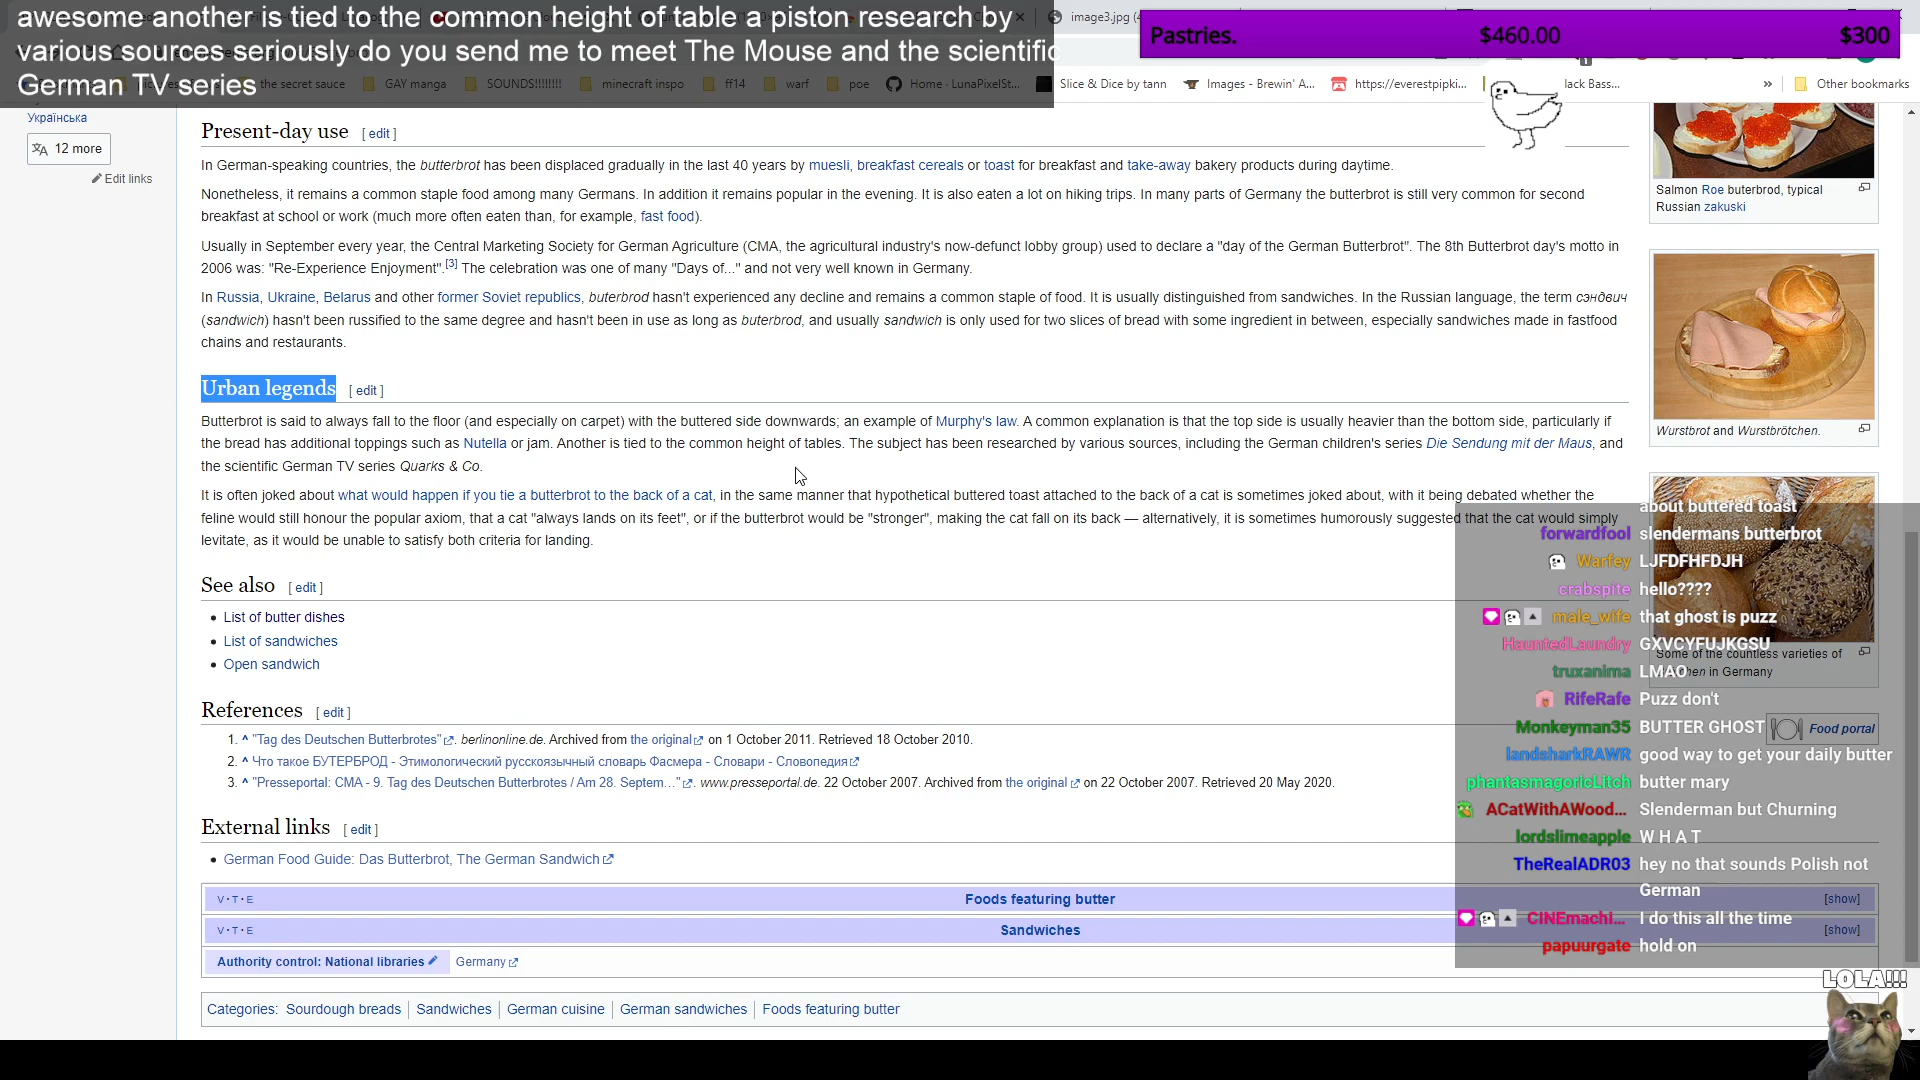 awesome another is tied to the common height of table a piston research by
various sources seriously do you send me to meet The Mouse and the scientific
German TV series
image3.jpg (4
Pastries. $460.00 $300
the secret sauce
GAY manga
SOUNDS!!!!!!!!
minecraft inspo
ff14
warf
poe
Home · LunaPixelSt...
Slice & Dice by tann
Images - Brewin' A...
https://everestpipki...
lack Bass...
»
Other bookmarks
Українська
12 more
Edit links
Present-day use [ edit ]
In German-speaking countries, the butterbrot has been displaced gradually in the last 40 years by muesli, breakfast cereals or toast for breakfast and take-away bakery products during daytime.
Nonetheless, it remains a common staple food among many Germans. In addition it remains popular in the evening. It is also eaten a lot on hiking trips. In many parts of Germany the butterbrot is still very common for second
breakfast at school or work (much more often eaten than, for example, fast food).
Usually in September every year, the Central Marketing Society for German Agriculture (CMA, the agricultural industry's now-defunct lobby group) used to declare a "day of the German Butterbrot". The 8th Butterbrot day's motto in
2006 was: "Re-Experience Enjoyment".[3] The celebration was one of many "Days of..." and not very well known in Germany.
In Russia, Ukraine, Belarus and other former Soviet republics, buterbrod hasn't experienced any decline and remains a common staple of food. It is usually distinguished from sandwiches. In the Russian language, the term сэндвич
(sandwich) hasn't been russified to the same degree and hasn't been in use as long as buterbrod, and usually sandwich is only used for two slices of bread with some ingredient in between, especially sandwiches made in fastfood
chains and restaurants.
Urban legends [ edit ]
Butterbrot is said to always fall to the floor (and especially on carpet) with the buttered side downwards; an example of Murphy's law. A common explanation is that the top side is usually heavier than the bottom side, particularly if
the bread has additional toppings such as Nutella or jam. Another is tied to the common height of tables. The subject has been researched by various sources, including the German children's series Die Sendung mit der Maus, and
the scientific German TV series Quarks & Co.
It is often joked about what would happen if you tie a butterbrot to the back of a cat, in the same manner that hypothetical buttered toast attached to the back of a cat is sometimes joked about, with it being debated whether the
feline would still honour the popular axiom, that a cat "always lands on its feet", or if the butterbrot would be "stronger", making the cat fall on its back — alternatively, it is sometimes humorously suggested that the cat would simply
levitate, as it would be unable to satisfy both criteria for landing.
See also [ edit ]
• List of butter dishes
• List of sandwiches
• Open sandwich
References [ edit ]
1. ^ "Tag des Deutschen Butterbrotes". berlinonline.de. Archived from the original on 1 October 2011. Retrieved 18 October 2010.
2. ^ Что такое БУТЕРБРОД - Этимологический русскоязычный словарь Фасмера - Словари - Словопедия
3. ^ "Presseportal: CMA - 9. Tag des Deutschen Butterbrotes / Am 28. Septem...". www.presseportal.de. 22 October 2007. Archived from the original on 22 October 2007. Retrieved 20 May 2020.
External links [ edit ]
• German Food Guide: Das Butterbrot, The German Sandwich
V·T·E Foods featuring butter [show]
V·T·E Sandwiches [show]
Authority control: National libraries Germany
Categories: Sourdough breads | Sandwiches | German cuisine | German sandwiches | Foods featuring butter
Salmon Roe buterbrod, typical
Russian zakuski
Wurstbrot and Wurstbrötchen.
Some of the countless varieties of
hen in Germany
Food portal
about buttered toast
forwardfool slendermans butterbrot
Warfey LJFDFHFDJH
crabspite hello????
male_wife that ghost is puzz
HauntedLaundry GXVCYFUJKGSU
truxanima LMAO
RifeRafe Puzz don't
Monkeyman35 BUTTER GHOST
landsharkRAWR good way to get your daily butter
phantasmagoricLitch butter mary
ACatWithAWood... Slenderman but Churning
lordslimeapple W H A T
TheRealADR03 hey no that sounds Polish not
German
CINEmachi... I do this all the time
papuurgate hold on
LOLA!!!